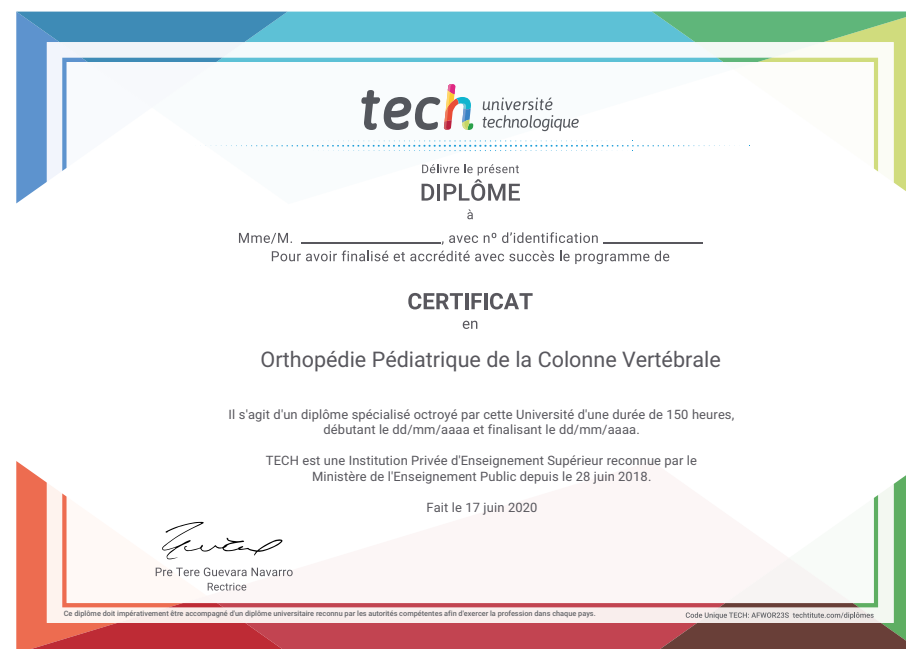 tech université
technologique
Délivre le présent
DIPLÔME
à
Mme/M. ____________________, avec nº d'identification ______________
Pour avoir finalisé et accrédité avec succès le programme de
CERTIFICAT
en
Orthopédie Pédiatrique de la Colonne Vertébrale
Il s'agit d'un diplôme spécialisé octroyé par cette Université d'une durée de 150 heures,
débutant le dd/mm/aaaa et finalisant le dd/mm/aaaa.
TECH est une Institution Privée d'Enseignement Supérieur reconnue par le
Ministère de l'Enseignement Public depuis le 28 juin 2018.
Fait le 17 juin 2020
Pre Tere Guevara Navarro
Rectrice
Ce diplôme doit impérativement être accompagné d'un diplôme universitaire reconnu par les autorités compétentes afin d'exercer la profession dans chaque pays.
Code Unique TECH: AFWOR23S techtitute.com/diplômes